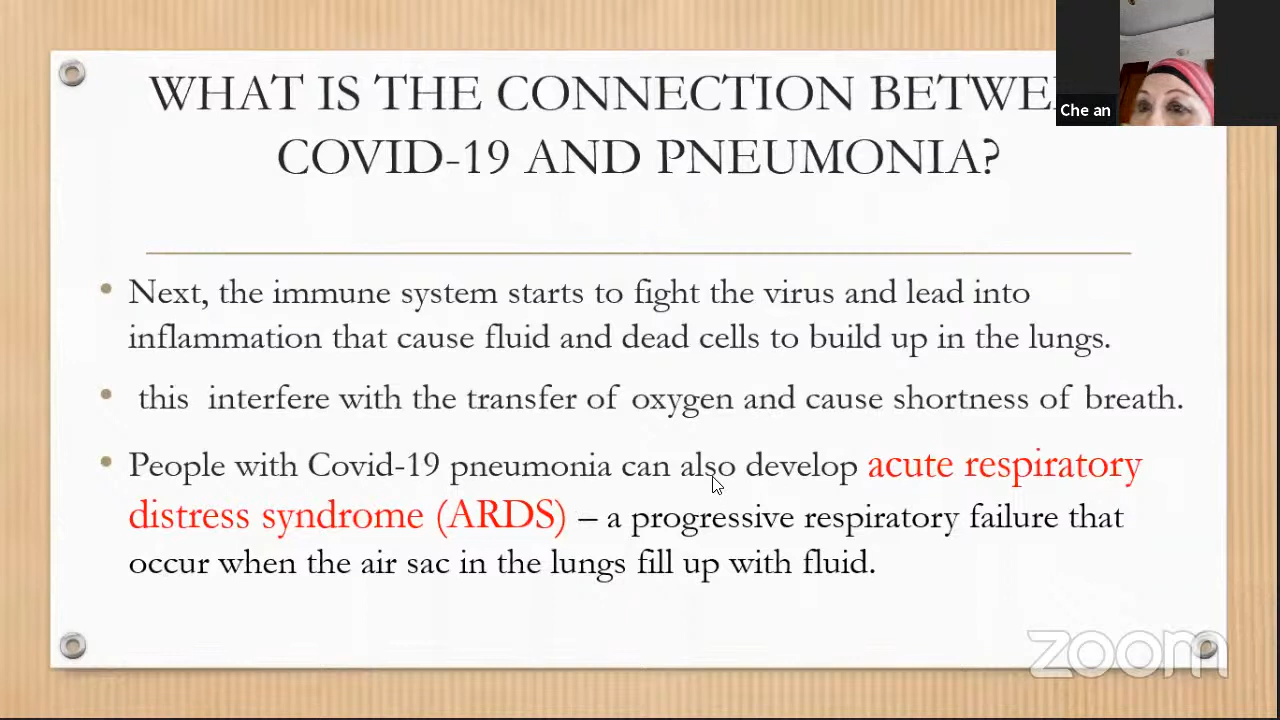 WHAT IS THE CONNECTION BETWE
COVID-19 AND PNEUMONIA?
Che an
• Next, the immune system starts to fight the virus and lead into
inflammation that cause fluid and dead cells to build up in the lungs.
• this interfere with the transfer of oxygen and cause shortness of breath.
• People with Covid-19 pneumonia can also develop acute respiratory
distress syndrome (ARDS) – a progressive respiratory failure that
occur when the air sac in the lungs fill up with fluid.
zoom